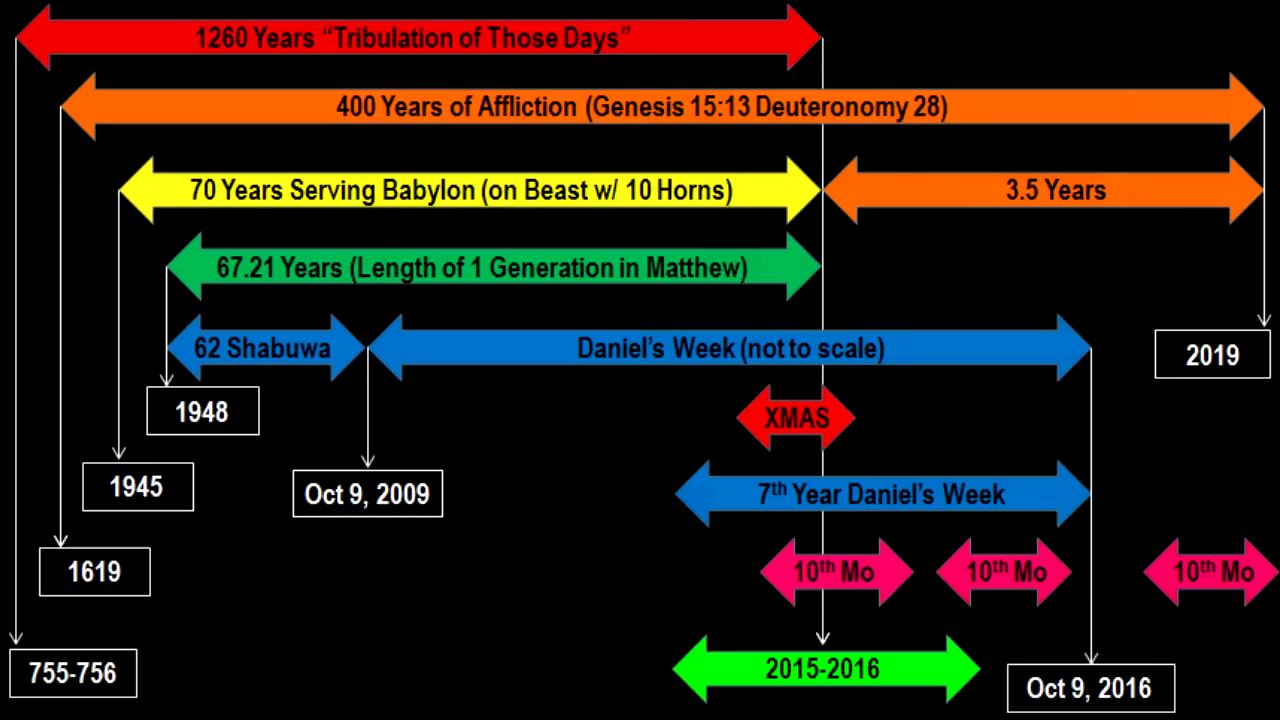 1260 Years “Tribulation of Those Days”
400 Years of Affliction (Genesis 15:13 Deuteronomy 28)
70 Years Serving Babylon (on Beast w/ 10 Horns)
3.5 Years
67.21 Years (Length of 1 Generation in Matthew)
62 Shabuwa
Daniel’s Week (not to scale)
2019
1948
XMAS
1945
Oct 9, 2009
7th Year Daniel’s Week
1619
10th Mo
10th Mo
10th Mo
755-756
2015-2016
Oct 9, 2016